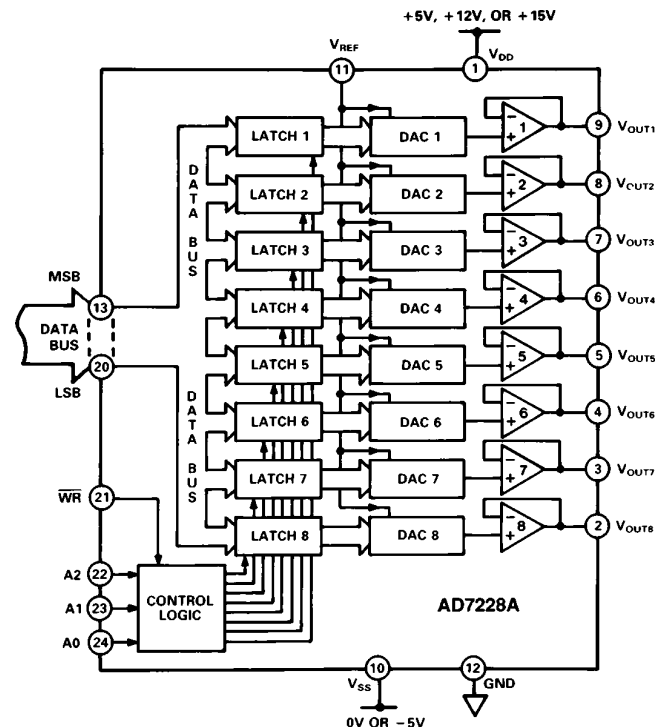 +5V, +12V, OR +15V
VREF
VDD
11
1
LATCH 1
DAC 1
1
9
VOUT1
LATCH 2
DAC 2
2
8
VOUT2
LATCH 3
DAC 3
3
7
VOUT3
LATCH 4
DAC 4
4
6
VOUT4
LATCH 5
DAC 5
5
5
VOUT5
LATCH 6
DAC 6
6
4
VOUT6
LATCH 7
DAC 7
7
3
VOUT7
LATCH 8
DAC 8
8
2
VOUT8
DATA BUS
DATA BUS
MSB
13
DATA
BUS
20
LSB
WR
21
A2
22
A1
23
A0
24
CONTROL
LOGIC
AD7228A
10
VSS
0V OR −5V
12
GND